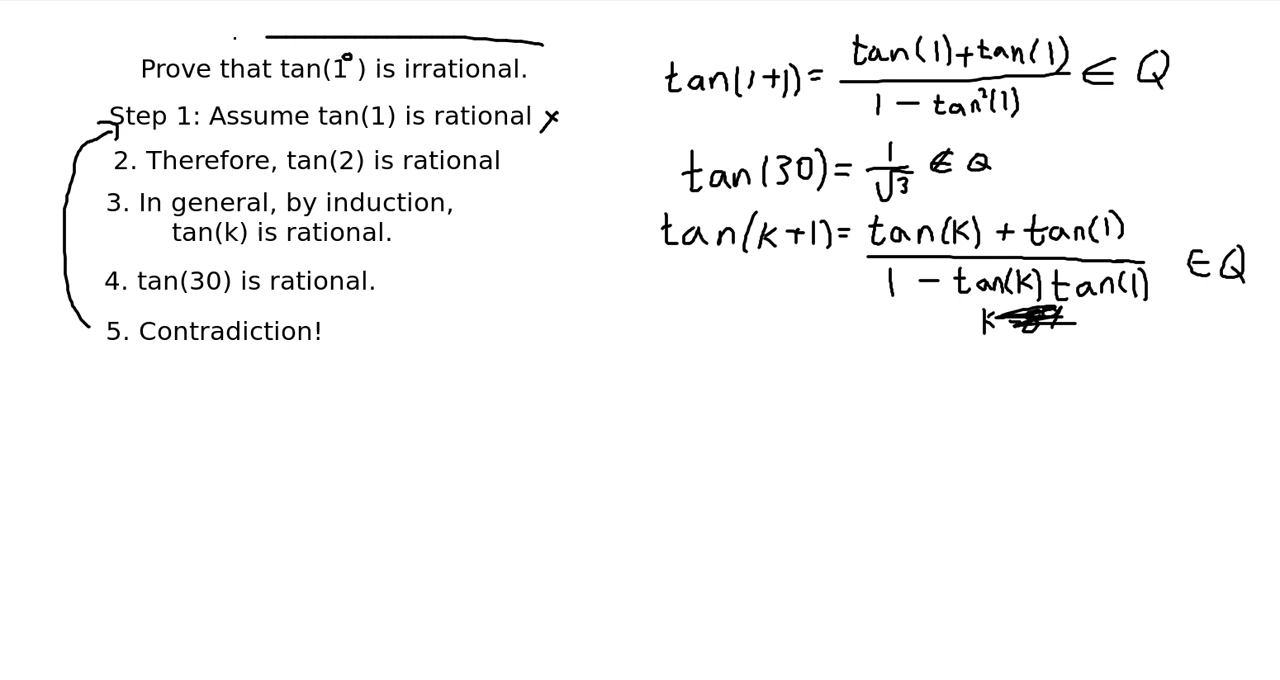 Prove that tan(1°) is irrational.
Step 1: Assume tan(1) is rational ×
2. Therefore, tan(2) is rational
3. In general, by induction,
tan(k) is rational.
4. tan(30) is rational.
5. Contradiction!
tan(1+1) = (tan(1)+tan(1))/(1 − tan²(1)) ∈ Q
tan(30) = 1/√3 ∉ Q
tan(k+1) = (tan(k) + tan(1))/(1 − tan(k) tan(1)) ∈ Q
k